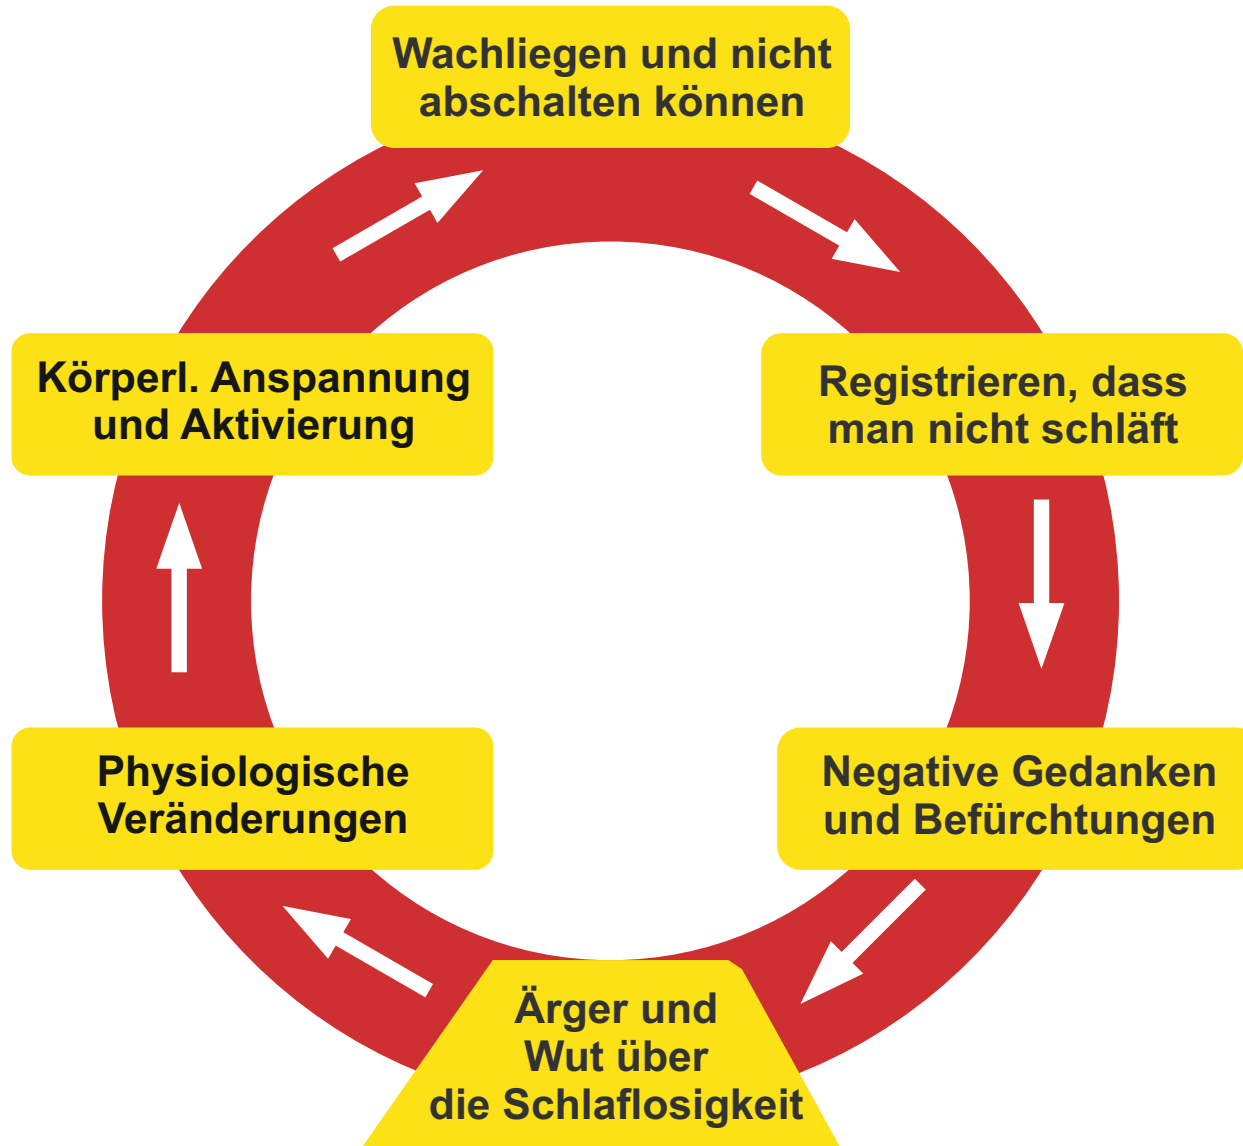 Wachliegen und nicht
abschalten können
Registrieren, dass
man nicht schläft
Negative Gedanken
und Befürchtungen
Ärger und
Wut über
die Schlaflosigkeit
Physiologische
Veränderungen
Körperl. Anspannung
und Aktivierung